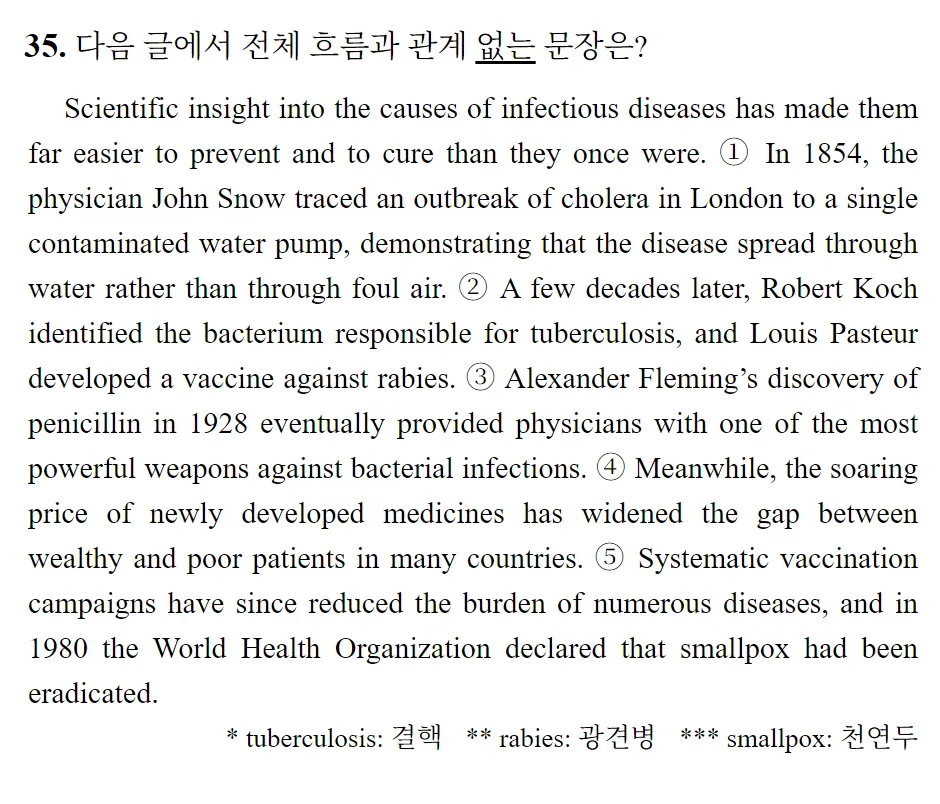 35. 다음 글에서 전체 흐름과 관계 없는 문장은?
Scientific insight into the causes of infectious diseases has made them
far easier to prevent and to cure than they once were. ① In 1854, the
physician John Snow traced an outbreak of cholera in London to a single
contaminated water pump, demonstrating that the disease spread through
water rather than through foul air. ② A few decades later, Robert Koch
identified the bacterium responsible for tuberculosis, and Louis Pasteur
developed a vaccine against rabies. ③ Alexander Fleming’s discovery of
penicillin in 1928 eventually provided physicians with one of the most
powerful weapons against bacterial infections. ④ Meanwhile, the soaring
price of newly developed medicines has widened the gap between
wealthy and poor patients in many countries. ⑤ Systematic vaccination
campaigns have since reduced the burden of numerous diseases, and in
1980 the World Health Organization declared that smallpox had been
eradicated.
* tuberculosis: 결핵 ** rabies: 광견병 *** smallpox: 천연두